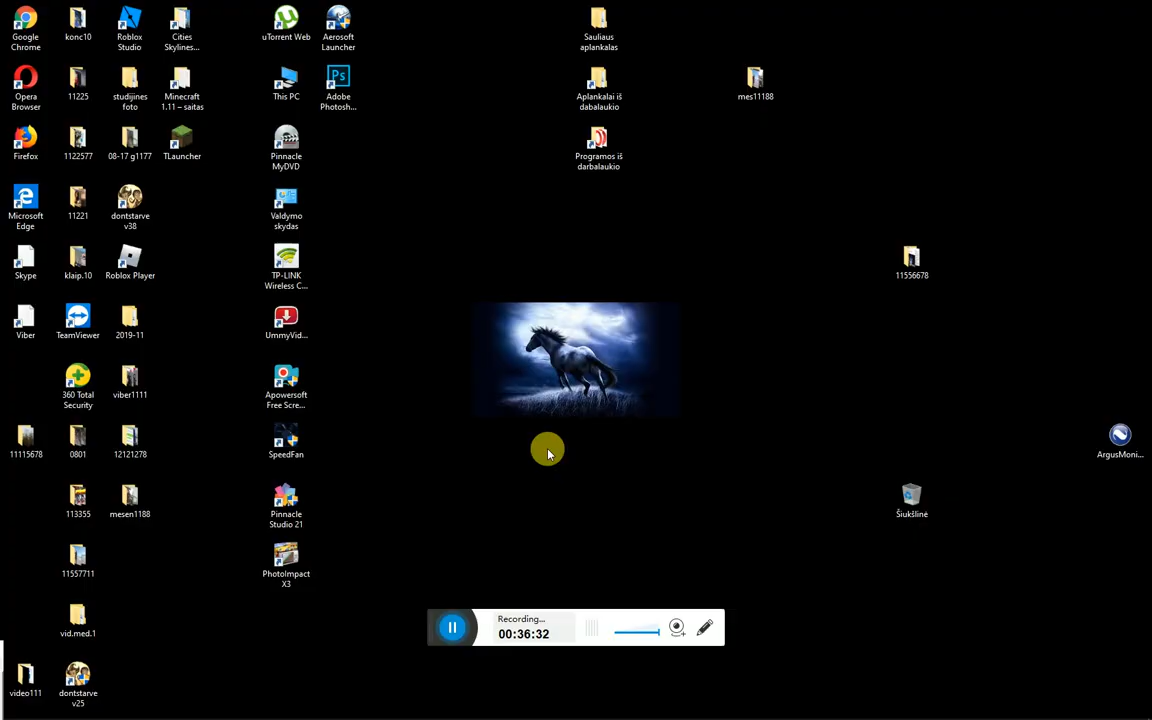 Google
Chrome
konc10
Roblox
Studio
Cities
Skylines...
uTorrent Web
Aerosoft
Launcher
Sauliaus
aplankalas
Opera
Browser
11225
studijines
foto
Minecraft
1.11 – saitas
This PC
Adobe
Photosh...
Ps
Aplankalai iš
dabalaukio
mes11188
Firefox
1122577
08-17 g1177
TLauncher
Pinnacle
MyDVD
Programos iš
darbalaukio
Microsoft
Edge
11221
dontstarve
v38
Valdymo
skydas
Skype
klaip.10
Roblox Player
TP-LINK
Wireless C...
11556678
Viber
TeamViewer
2019-11
UmmyVid...
360 Total
Security
viber1111
Apowersoft
Free Scre...
11115678
0801
12121278
SpeedFan
ArgusMoni...
113355
mesen1188
Pinnacle
Studio 21
Šiukšlinė
11557711
PhotoImpact
X3
vid.med.1
Recording...
00:36:32
video111
dontstarve
v25